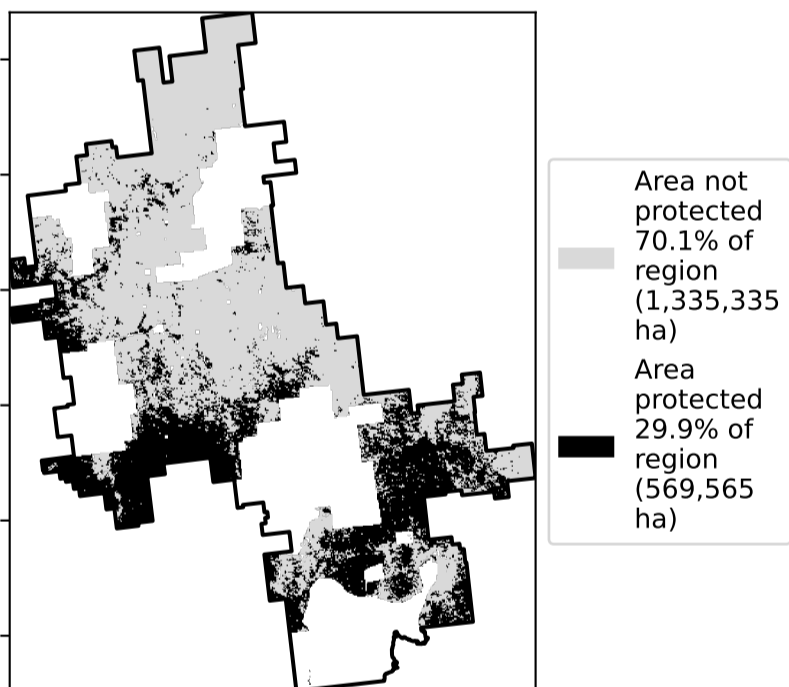 Area not
protected
70.1% of
region
(1,335,335
ha)
Area
protected
29.9% of
region
(569,565
ha)